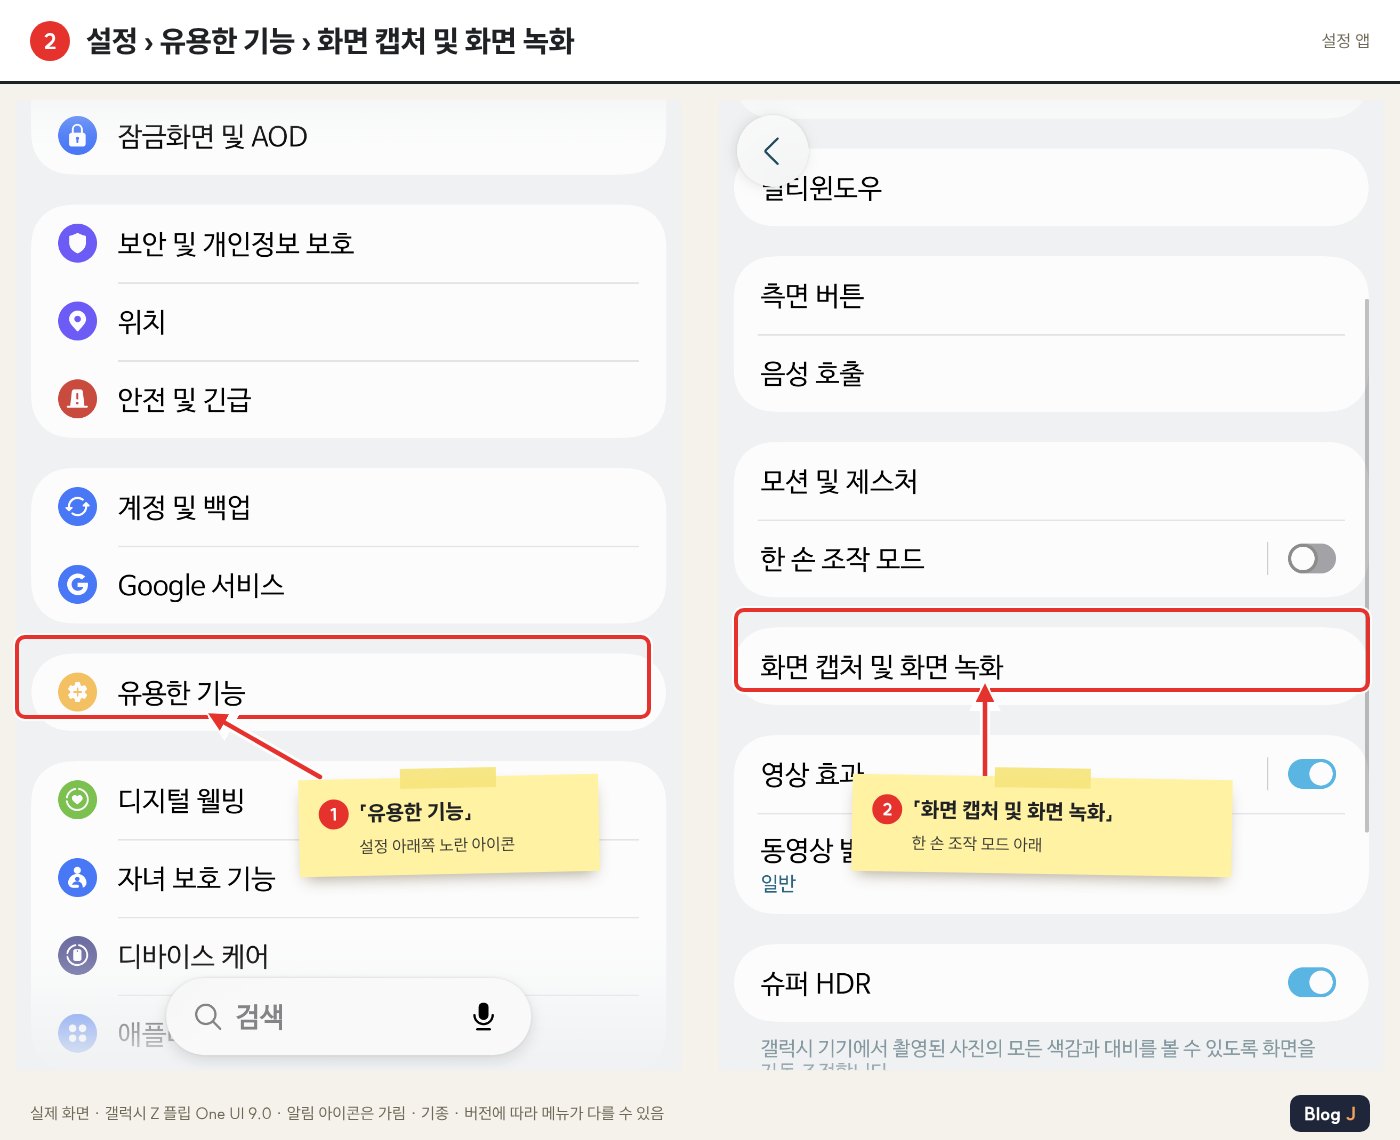 2 설정 › 유용한 기능 › 화면 캡처 및 화면 녹화
설정 앱
잠금화면 및 AOD
보안 및 개인정보 보호
위치
안전 및 긴급
계정 및 백업
Google 서비스
유용한 기능
디지털 웰빙
자녀 보호 기능
디바이스 케어
검색
1 「유용한 기능」
설정 아래쪽 노란 아이콘
측면 버튼
음성 호출
모션 및 제스처
한 손 조작 모드
화면 캡처 및 화면 녹화
영상 효과
2 「화면 캡처 및 화면 녹화」
한 손 조작 모드 아래
동영상
일반
슈퍼 HDR
갤럭시 기기에서 촬영된 사진의 모든 색감과 대비를 볼 수 있도록 화면을
실제 화면 · 갤럭시 Z 플립 One UI 9.0 · 알림 아이콘은 가림 · 기종 · 버전에 따라 메뉴가 다를 수 있음
Blog J